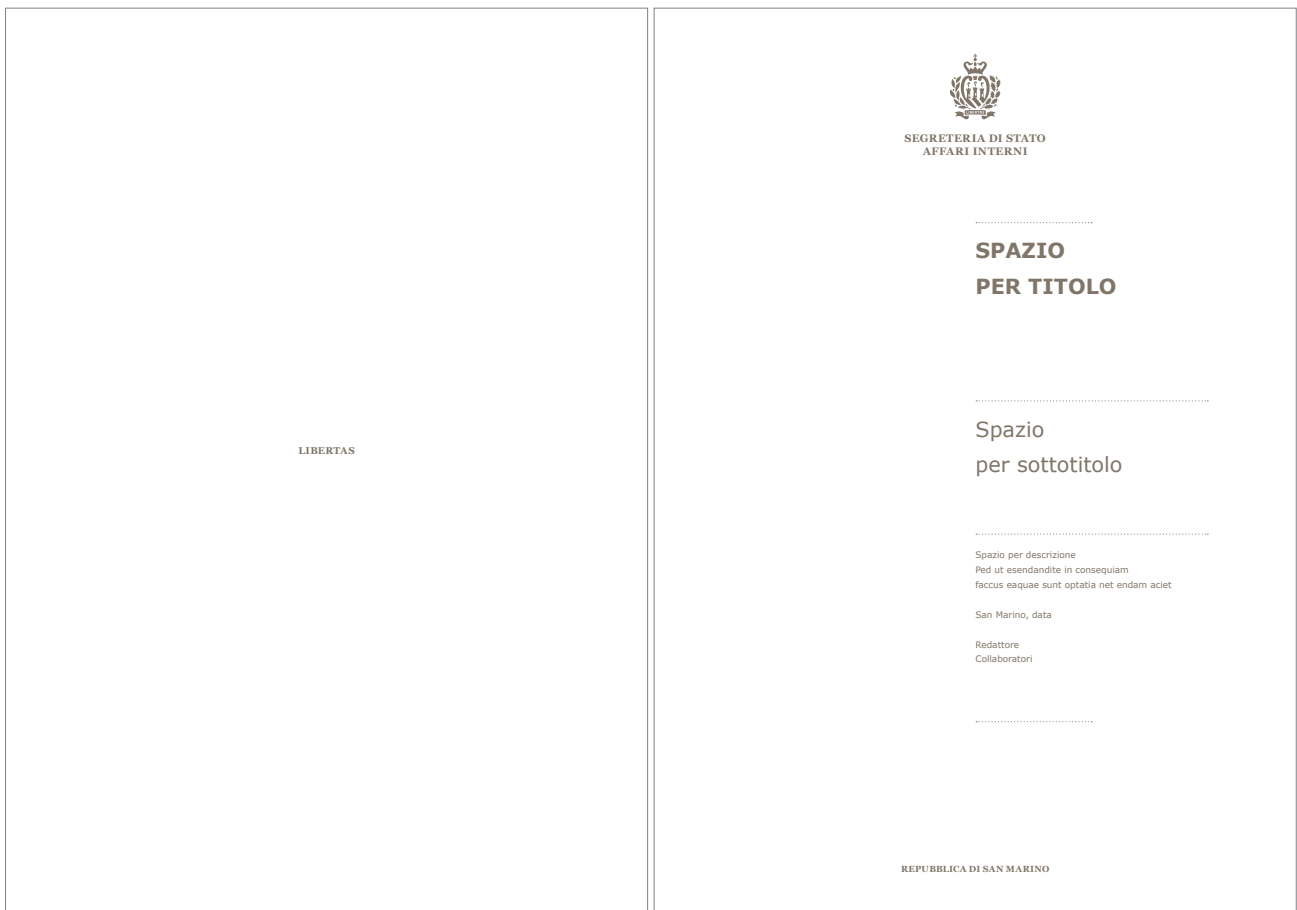 LIBERTAS
LIBERTAS
SEGRETERIA DI STATO
AFFARI INTERNI
SPAZIO
PER TITOLO
Spazio
per sottotitolo
Spazio per descrizione
Ped ut esendandite in consequiam
faccus eaquae sunt optatia net endam aciet
San Marino, data
Redattore
Collaboratori
REPUBBLICA DI SAN MARINO